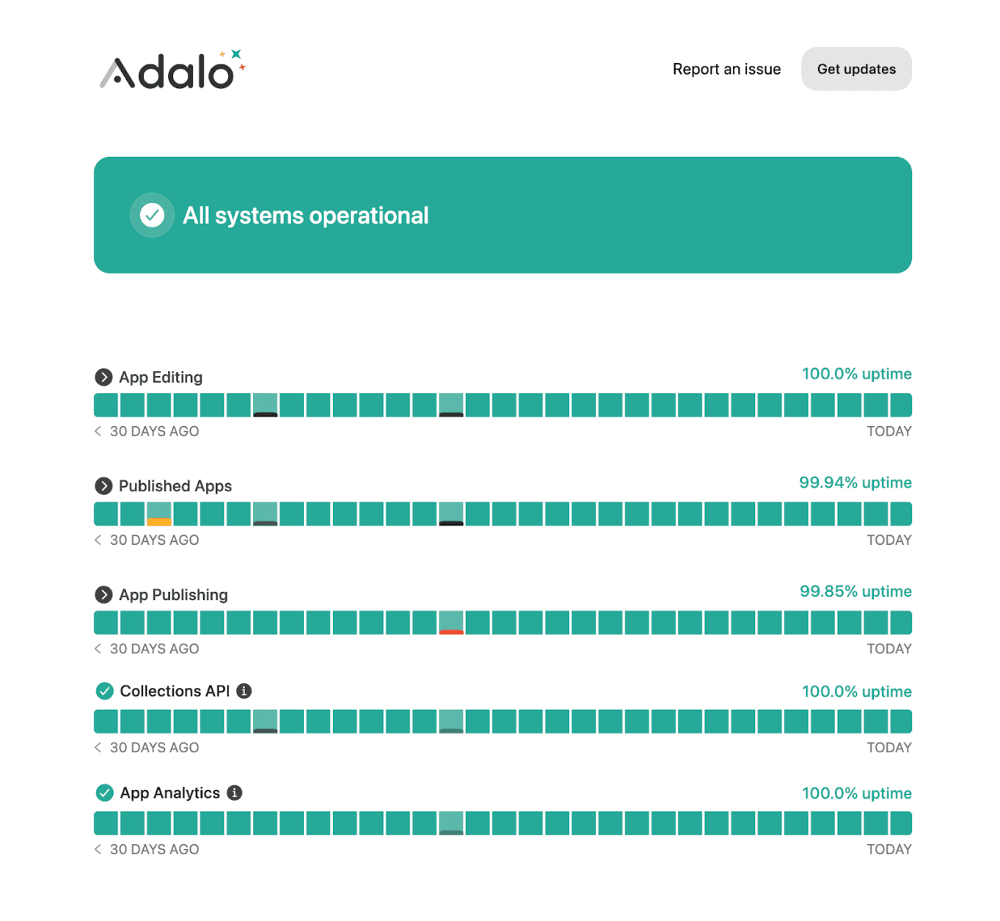 Adalo
Report an issue
Get updates
All systems operational
App Editing
100.0% uptime
30 DAYS AGO
TODAY
Published Apps
99.94% uptime
30 DAYS AGO
TODAY
App Publishing
99.85% uptime
30 DAYS AGO
TODAY
Collections API
100.0% uptime
30 DAYS AGO
TODAY
App Analytics
100.0% uptime
30 DAYS AGO
TODAY